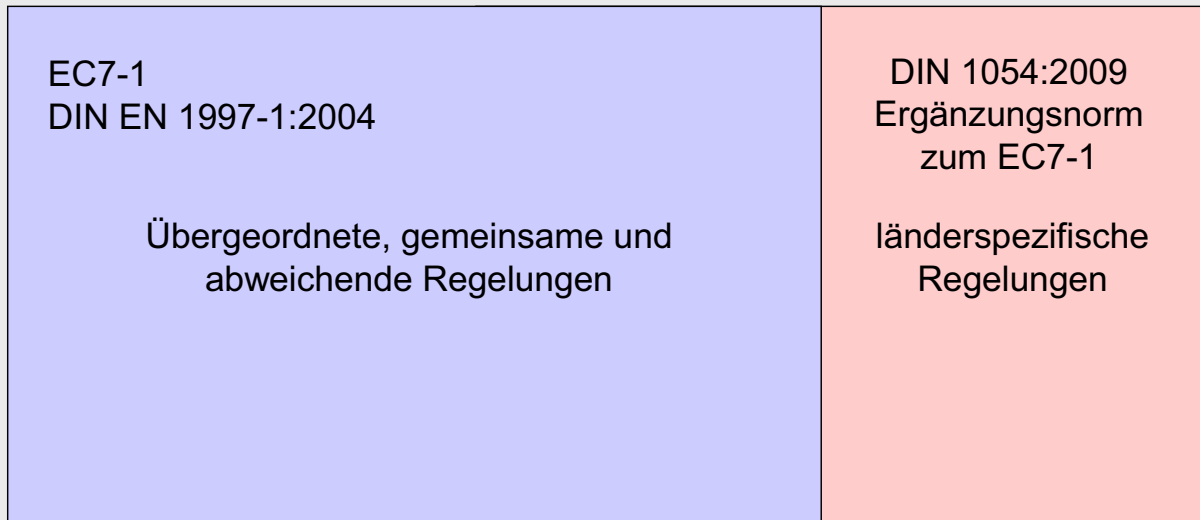 EC7-1
DIN EN 1997-1:2004
Übergeordnete, gemeinsame und
abweichende Regelungen
DIN 1054:2009
Ergänzungsnorm
zum EC7-1
länderspezifische
Regelungen